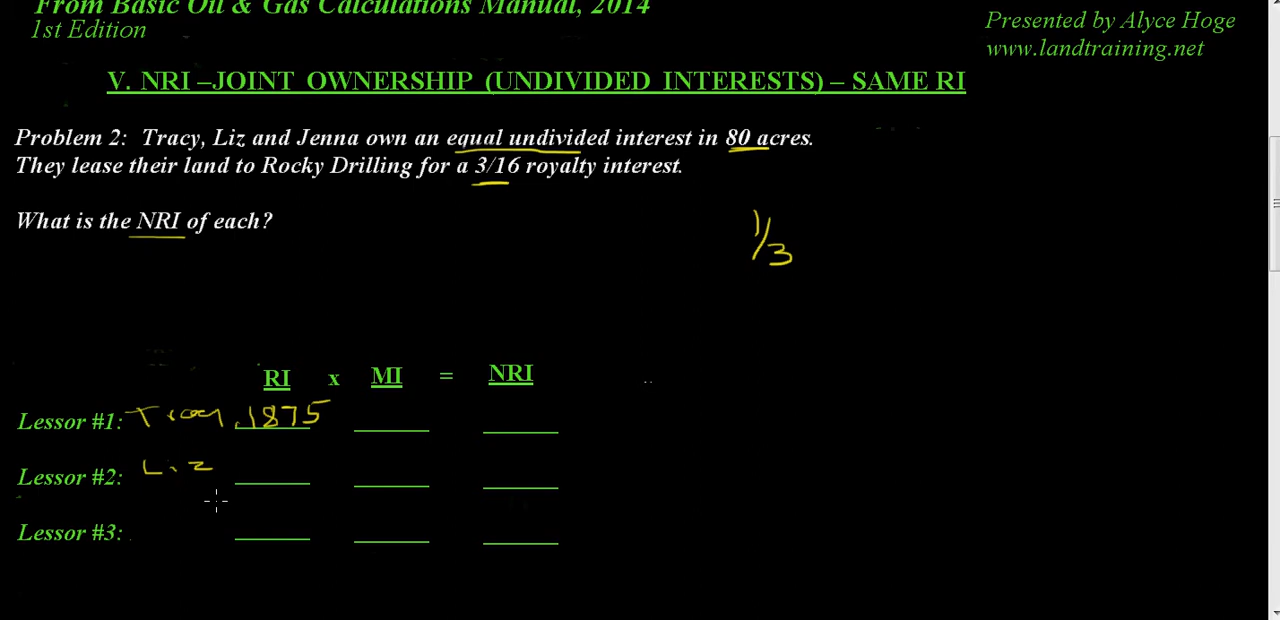 From Basic Oil & Gas Calculations Manual, 2014
1st Edition
Presented by Alyce Hoge
www.landtraining.net
V. NRI –JOINT OWNERSHIP (UNDIVIDED INTERESTS) – SAME RI
Problem 2: Tracy, Liz and Jenna own an equal undivided interest in 80 acres.
They lease their land to Rocky Drilling for a 3/16 royalty interest.
What is the NRI of each?
1/3
RI x MI = NRI
Lessor #1: Tracy .1875
Lessor #2: Liz
Lessor #3: